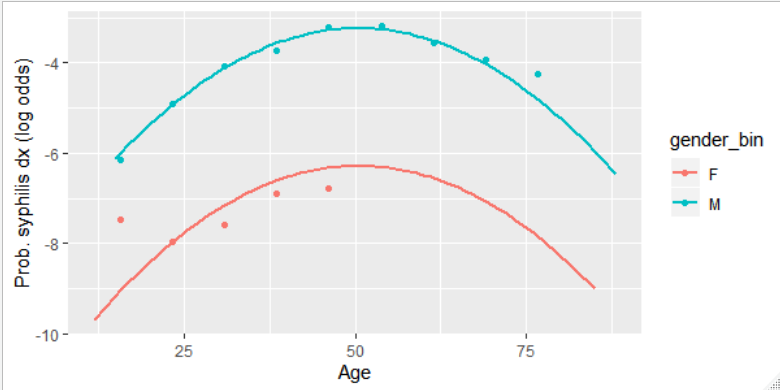 Prob. syphilis dx (log odds)
-4
-6
-8
-10
25
50
75
Age
gender_bin
F
M